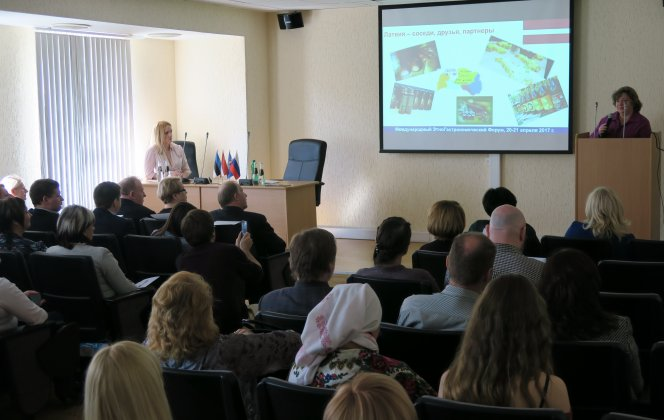 Латвия – соседи, друзья, партнеры
Международный ЭтноГастрономический Форум, 20-21 апреля 2017 г.